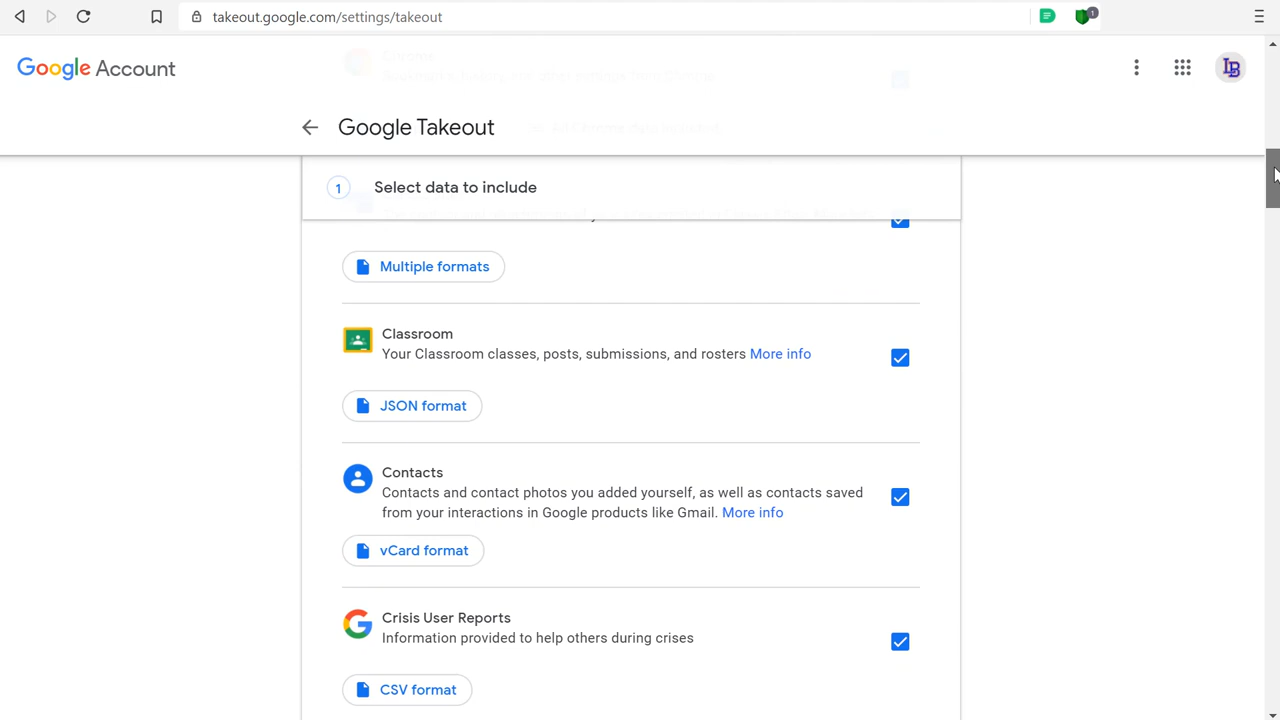 takeout.google.com/settings/takeout
1
Google Account
LB
Google Takeout
1 Select data to include
Multiple formats
Classroom
Your Classroom classes, posts, submissions, and rosters More info
JSON format
Contacts
Contacts and contact photos you added yourself, as well as contacts saved
from your interactions in Google products like Gmail. More info
vCard format
Crisis User Reports
Information provided to help others during crises
CSV format